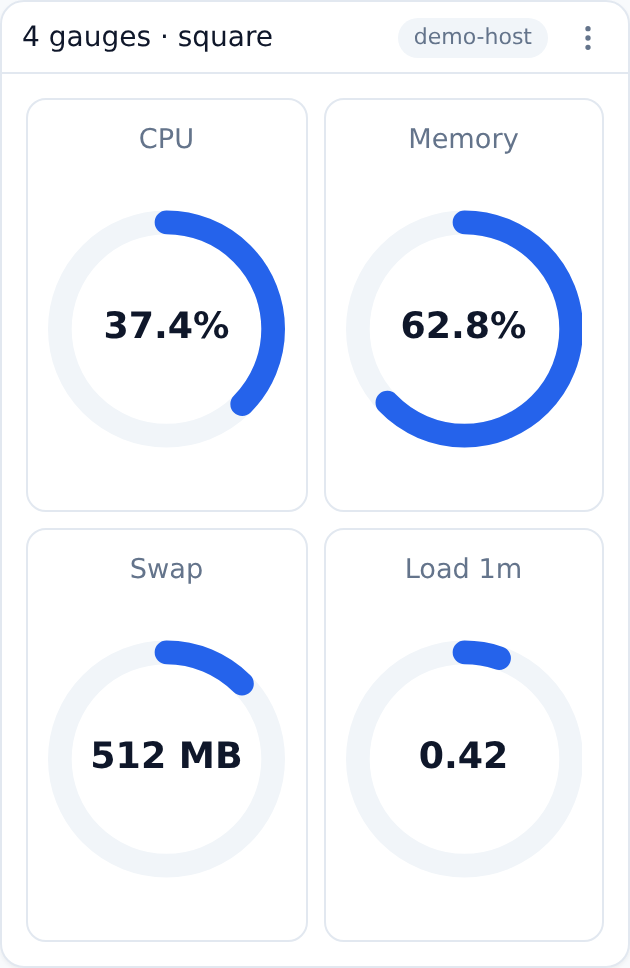 4 gauges · square
demo-host
CPU
Memory
37.4%
62.8%
Swap
Load 1m
512 MB
0.42